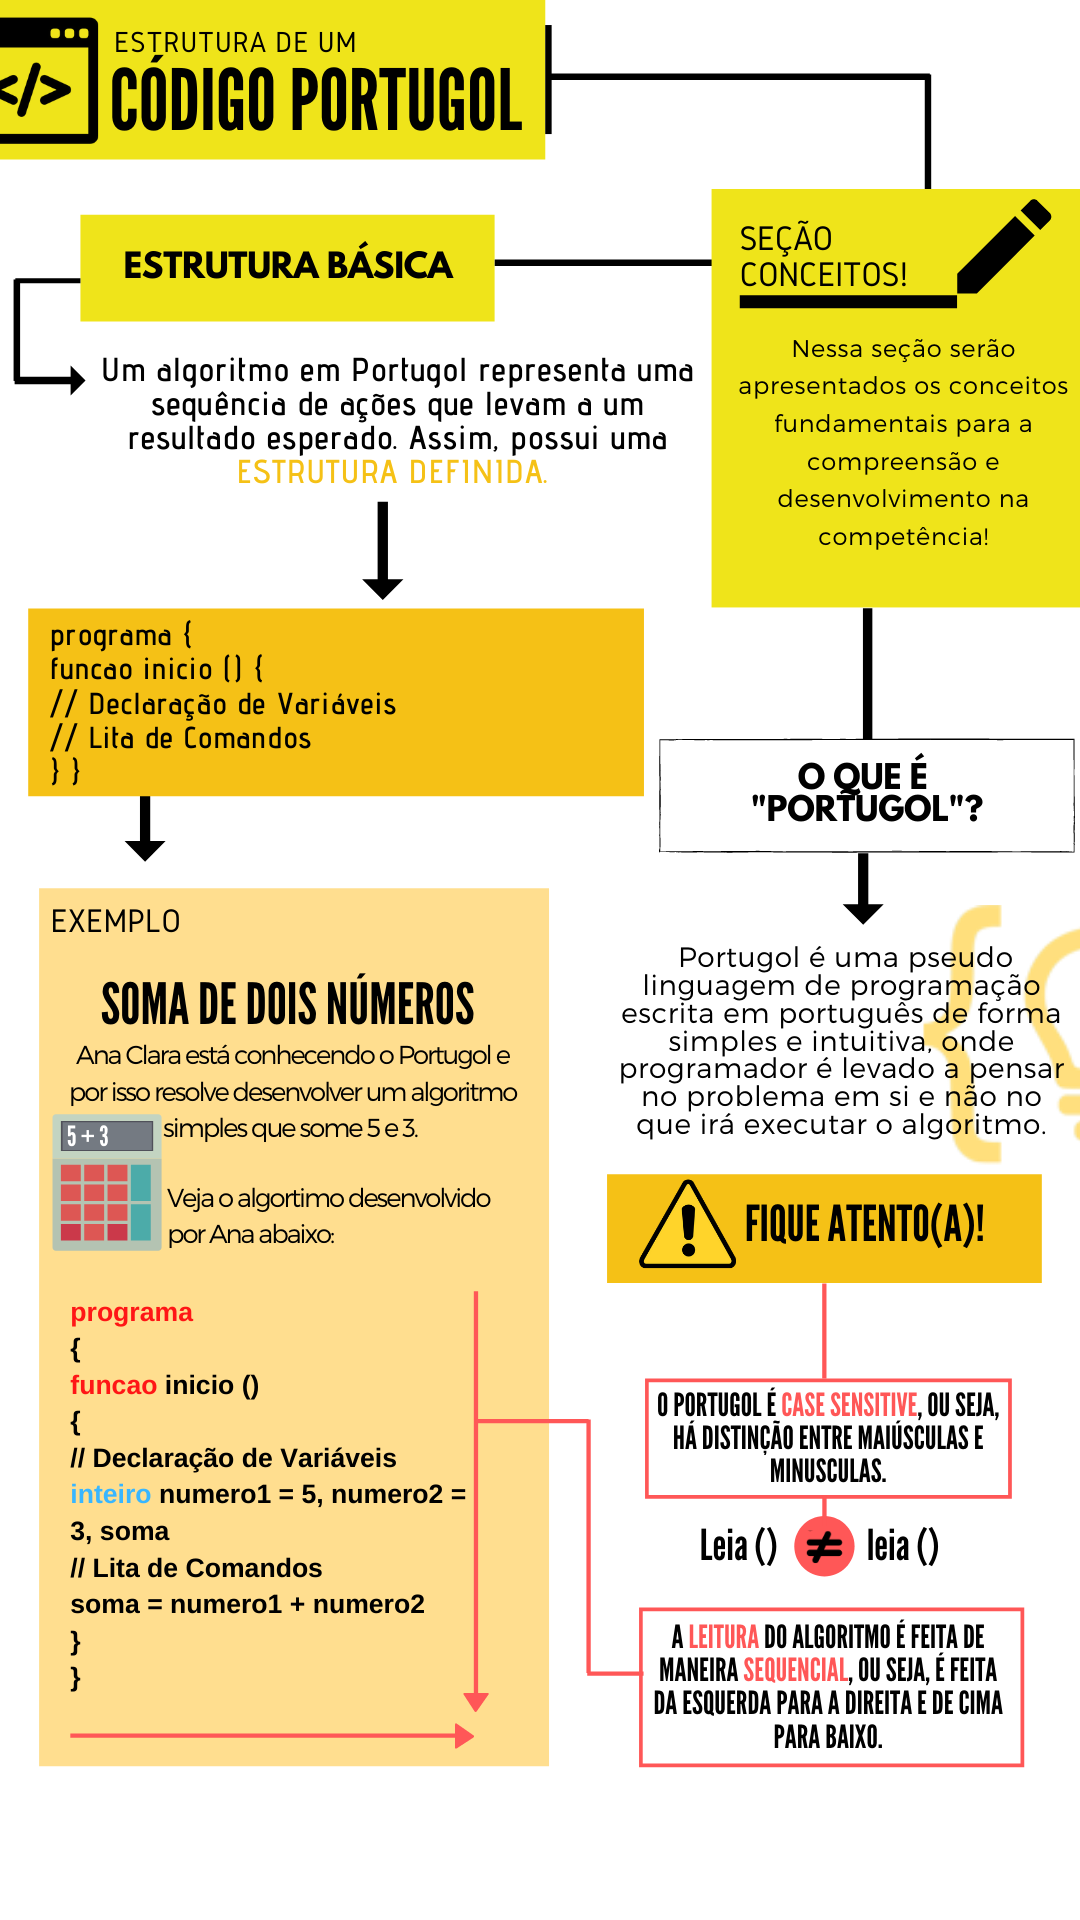 ESTRUTURA DE UM
CÓDIGO PORTUGOL
</>
SEÇÃO
CONCEITOS!
Nessa seção serão
apresentados os conceitos
fundamentais para a
compreensão e
desenvolvimento na
competência!
ESTRUTURA BÁSICA
Um algoritmo em Portugol representa uma
sequência de ações que levam a um
resultado esperado. Assim, possui uma
ESTRUTURA DEFINIDA.
programa {
funcao inicio () {
// Declaração de Variáveis
// Lita de Comandos
} }
O QUE É
"PORTUGOL"?
Portugol é uma pseudo
linguagem de programação
escrita em português de forma
simples e intuitiva, onde
programador é levado a pensar
no problema em si e não no
que irá executar o algoritmo.
EXEMPLO
SOMA DE DOIS NÚMEROS
Ana Clara está conhecendo o Portugol e
por isso resolve desenvolver um algoritmo
simples que some 5 e 3.
5 + 3
Veja o algortimo desenvolvido
por Ana abaixo:
programa
{
funcao inicio ()
{
// Declaração de Variáveis
inteiro numero1 = 5, numero2 =
3, soma
// Lita de Comandos
soma = numero1 + numero2
}
}
FIQUE ATENTO(A)!
O PORTUGOL É CASE SENSITIVE, OU SEJA,
HÁ DISTINÇÃO ENTRE MAIÚSCULAS E
MINUSCULAS.
Leia () ≠ leia ()
A LEITURA DO ALGORITMO É FEITA DE
MANEIRA SEQUENCIAL, OU SEJA, É FEITA
DA ESQUERDA PARA A DIREITA E DE CIMA
PARA BAIXO.